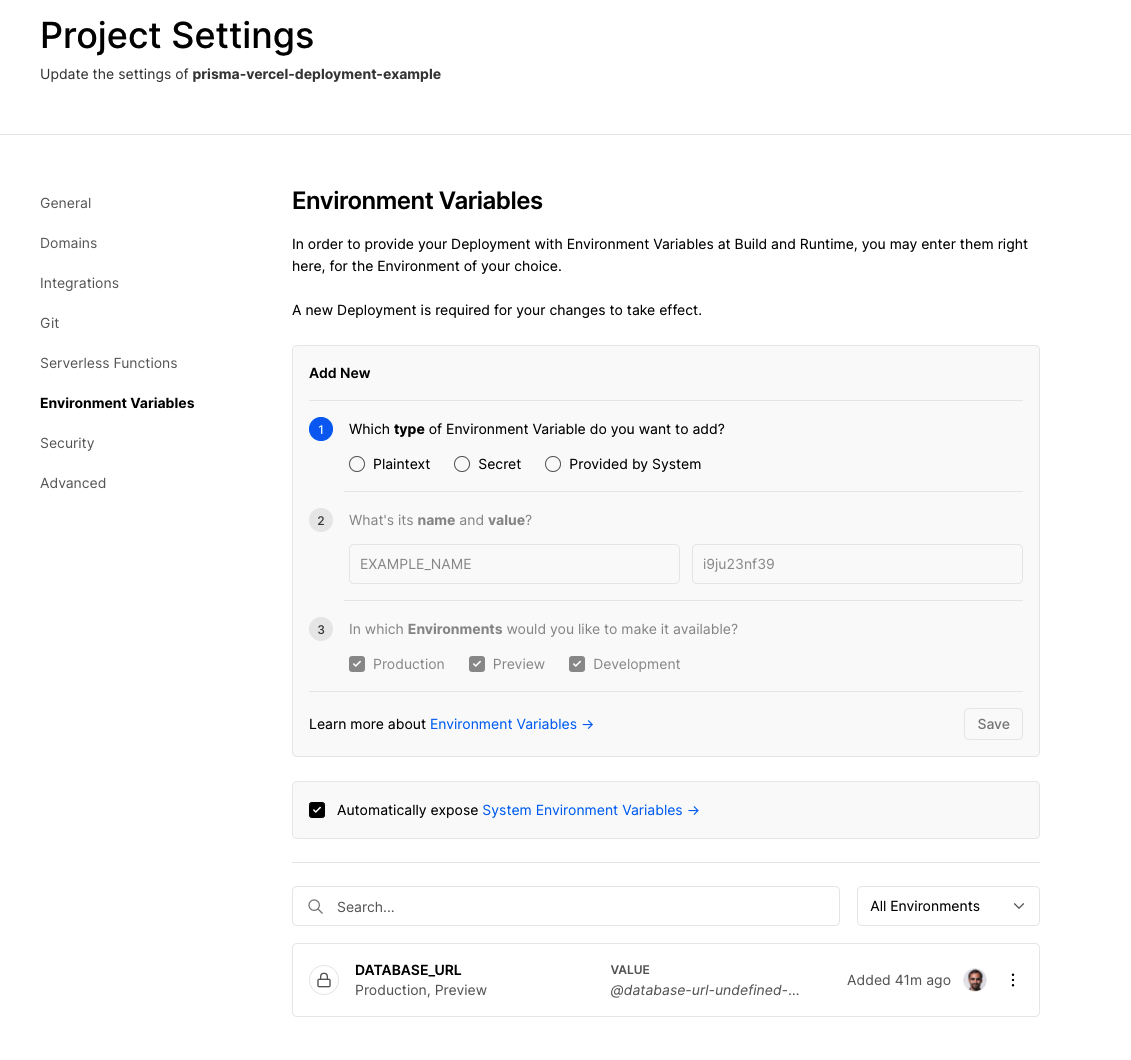 Project Settings
Update the settings of prisma-vercel-deployment-example
General
Domains
Integrations
Git
Serverless Functions
Environment Variables
Security
Advanced
Environment Variables
In order to provide your Deployment with Environment Variables at Build and Runtime, you may enter them right
here, for the Environment of your choice.
A new Deployment is required for your changes to take effect.
Add New
1 Which type of Environment Variable do you want to add?
Plaintext Secret Provided by System
2 What's its name and value?
EXAMPLE_NAME i9ju23nf39
3 In which Environments would you like to make it available?
Production Preview Development
Learn more about Environment Variables → Save
Automatically expose System Environment Variables →
Search... All Environments
DATABASE_URL VALUE
Production, Preview @database-url-undefined-... Added 41m ago